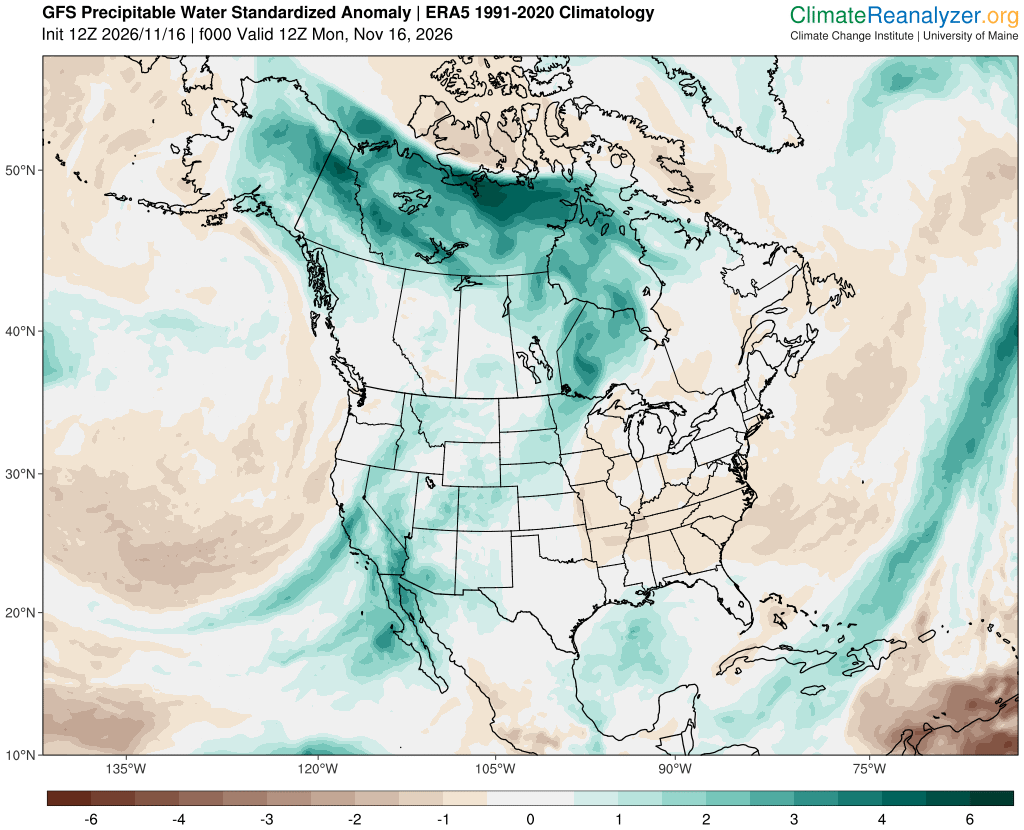 GFS Precipitable Water Standardized Anomaly | ERA5 1991-2020 Climatology
Init 12Z 2026/11/16 | f000 Valid 12Z Mon, Nov 16, 2026
ClimateReanalyzer.org
Climate Change Institute | University of Maine
50°N
40°N
30°N
20°N
10°N
135°W 120°W 105°W 90°W 75°W
-6 -4 -3 -2 -1 0 1 2 3 4 6